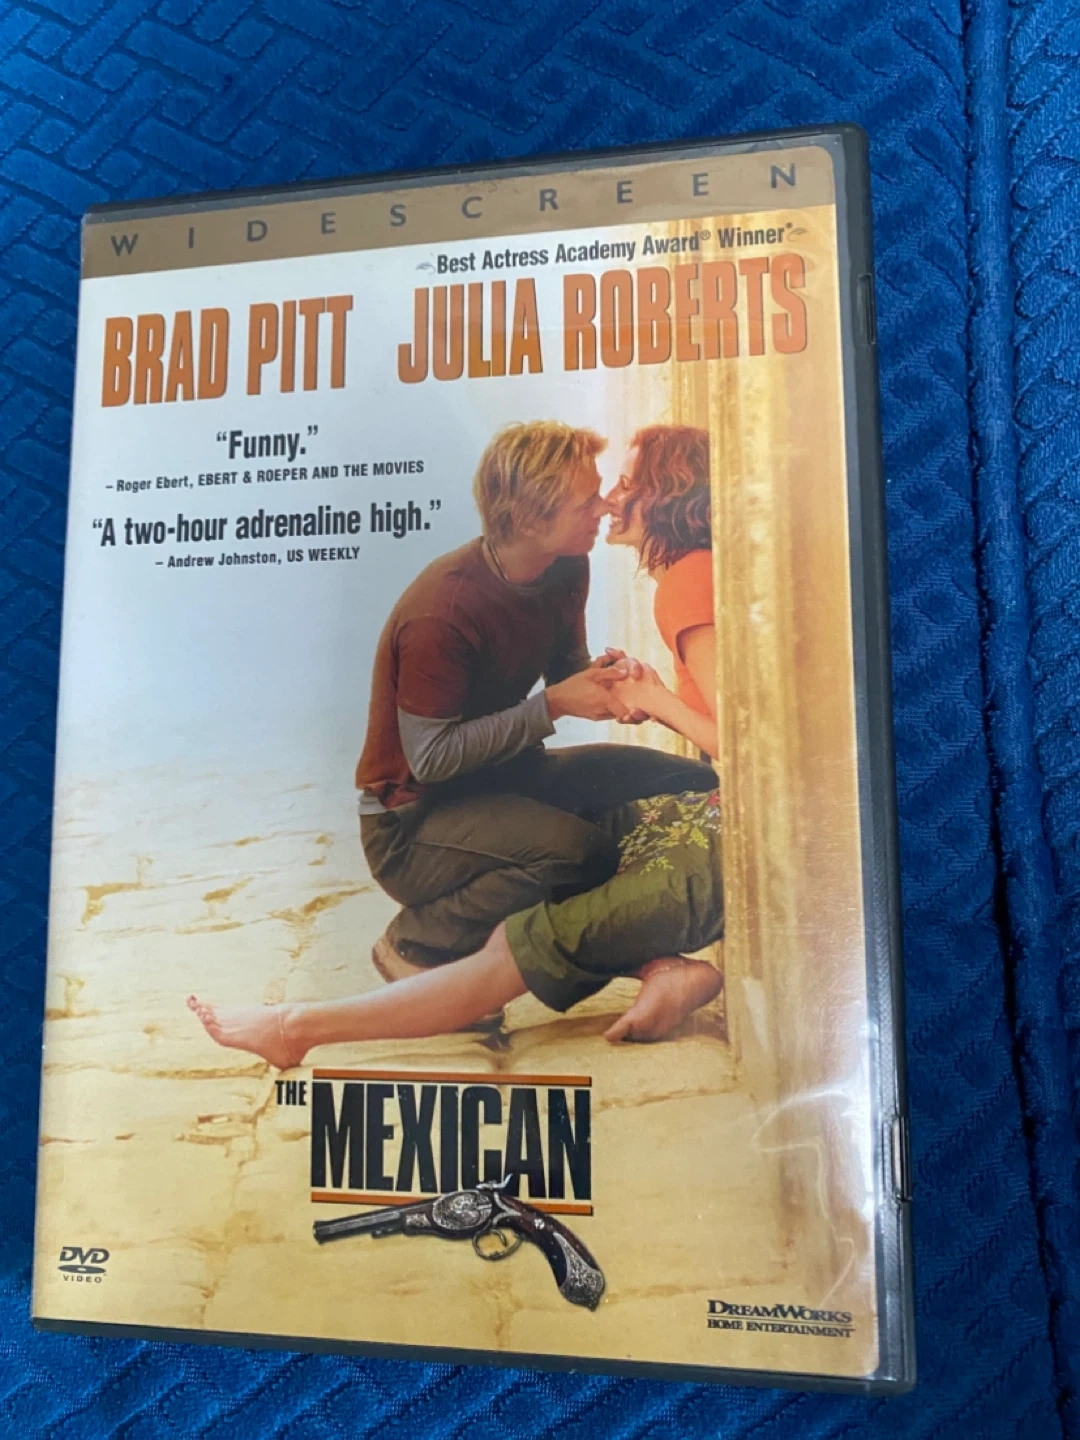 WIDESCREEN
Best Actress Academy Award® Winner*
BRAD PITT JULIA ROBERTS
“Funny.”
– Roger Ebert, EBERT & ROEPER AND THE MOVIES
“A two-hour adrenaline high.”
– Andrew Johnston, US WEEKLY
THE MEXICAN
DVD
VIDEO
DREAMWORKS
HOME ENTERTAINMENT